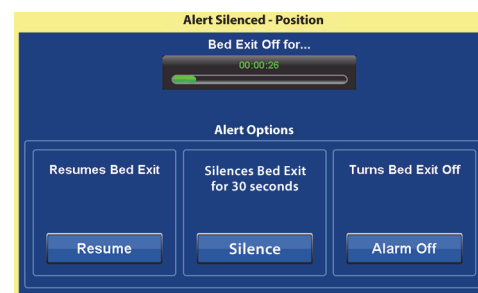 Alert Silenced - Position
Bed Exit Off for...
00:00:26
Alert Options
Resumes Bed Exit
Silences Bed Exit
for 30 seconds
Turns Bed Exit Off
Resume
Silence
Alarm Off